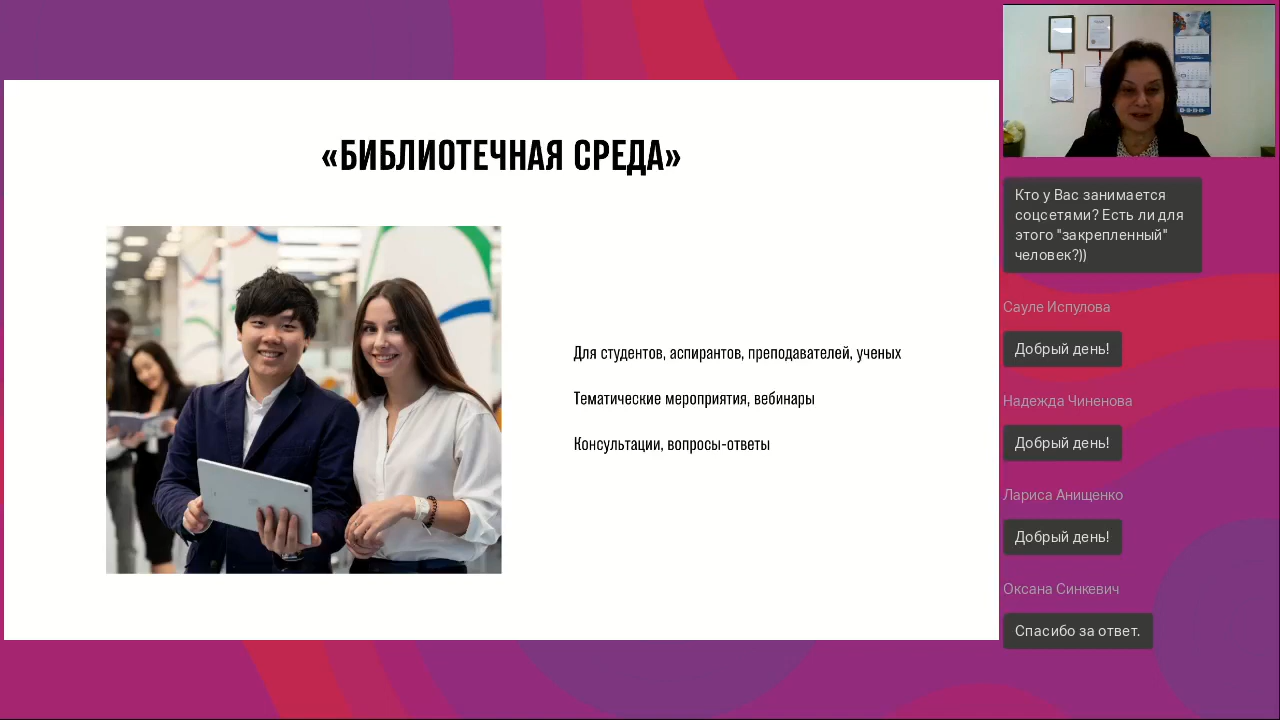 «БИБЛИОТЕЧНАЯ СРЕДА»
Для студентов, аспирантов, преподавателей, ученых
Тематические мероприятия, вебинары
Консультации, вопросы-ответы
Кто у Вас занимается
соцсетями? Есть ли для
этого "закрепленный"
человек?))
Сауле Испулова
Добрый день!
Надежда Чиненова
Добрый день!
Лариса Анищенко
Добрый день!
Оксана Синкевич
Спасибо за ответ.